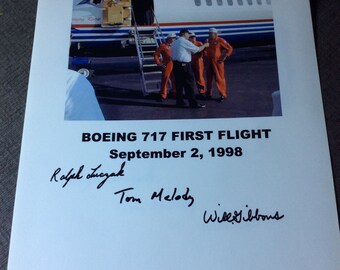 BOEING 717 FIRST FLIGHT
September 2, 1998
Ralph Luczak
Tom Melody
Will Gibbons